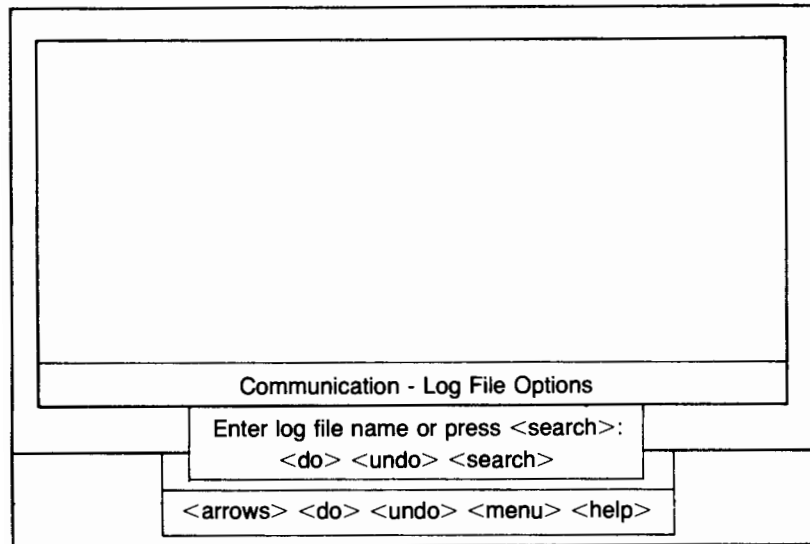 Communication - Log File Options
Enter log file name or press <search>:
<do> <undo> <search>
<arrows> <do> <undo> <menu> <help>